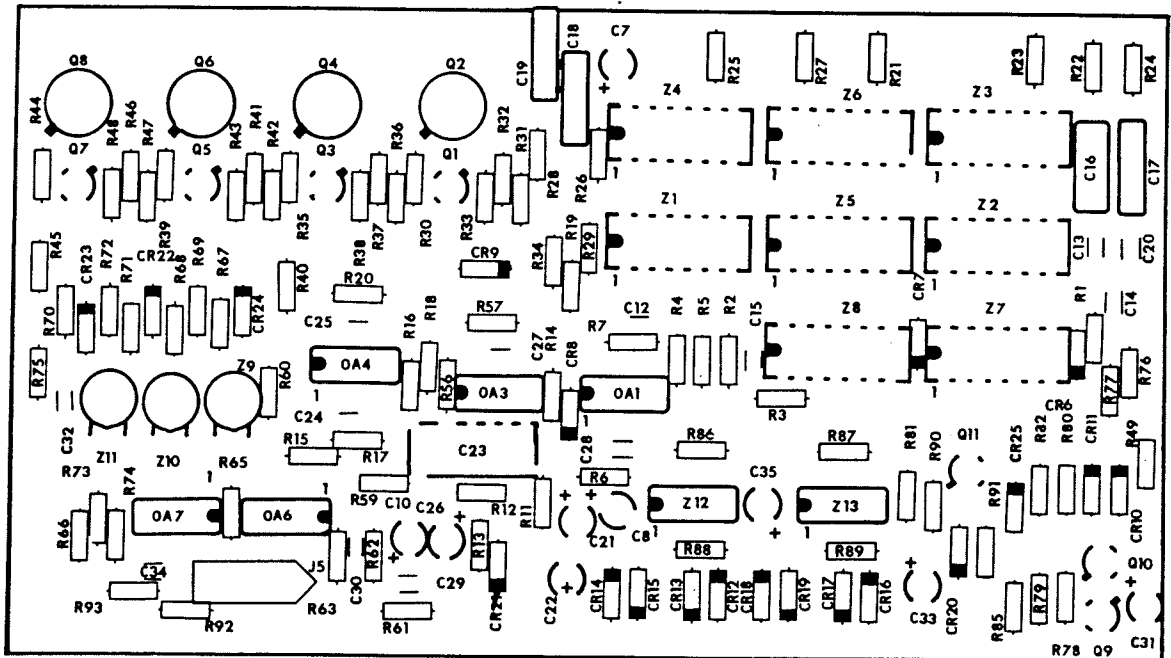 Q8 Q6 Q4 Q2 C19 C18 C7 R25 R27 R21 R23 R22 R24
R44 R48 R46 R47 R43 R41 R42 R36 R32 R31 Z4 Z6 Z3
Q7 Q5 Q3 Q1 R28 R26 1 1 1 C16 C17
R45 CR23 R72 R71 CR22 R39 R68 R69 R67 R35 R38 R37 R30 R33 R34 R19 R29 Z1 Z5 Z2 C13 C20
R40 R20 CR9 1 1 CR7 1
R70 CR24 C25 R16 R18 R57 C27 R14 CR8 R7 C12 R4 R5 R2 C15 Z8 Z7 R1 C14
R75 Z9 R60 OA4 R56 OA3 OA1 1 1 R77 R76
1 C24 1 1 R3 CR6
C32 Z11 Z10 R65 R15 R17 C23 C28 R86 R87 R81 R90 Q11 CR25 R82 R80 CR11 R49
R73 R74 1 1 R59 C10 C26 R12 R11 R6 C35 R91
R66 OA7 OA6 R62 R13 C21 C8 Z12 Z13 CR10
1 1
C34 J5 C30 C29 R88 R89 Q10
R93 R92 R63 R61 CR21 C22 CR14 CR15 CR13 CR12 CR18 CR19 CR17 CR16 C33 CR20 R85 R79 R78 Q9 C31